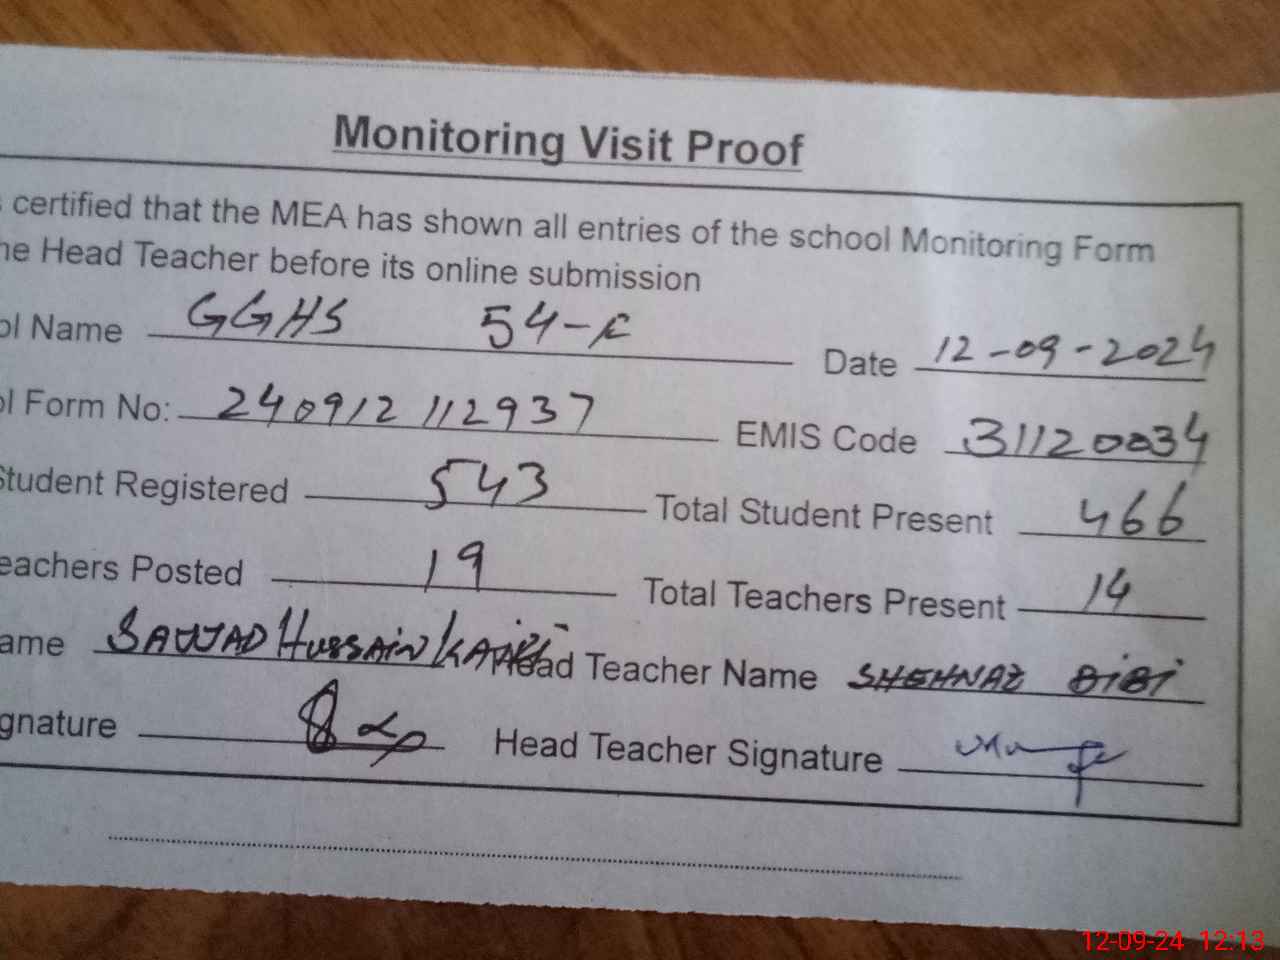 Monitoring Visit Proof
s certified that the MEA has shown all entries of the school Monitoring Form
he Head Teacher before its online submission
ol Name GGHS 54-F Date 12-09-2024
ol Form No: 240912112937 EMIS Code 31120034
Student Registered 543 Total Student Present 466
eachers Posted 19 Total Teachers Present 14
ame SAJJAD HUSSAIN Head Teacher Name SHEHNAZ BIBI
gnature Head Teacher Signature
12-09-24 12:13